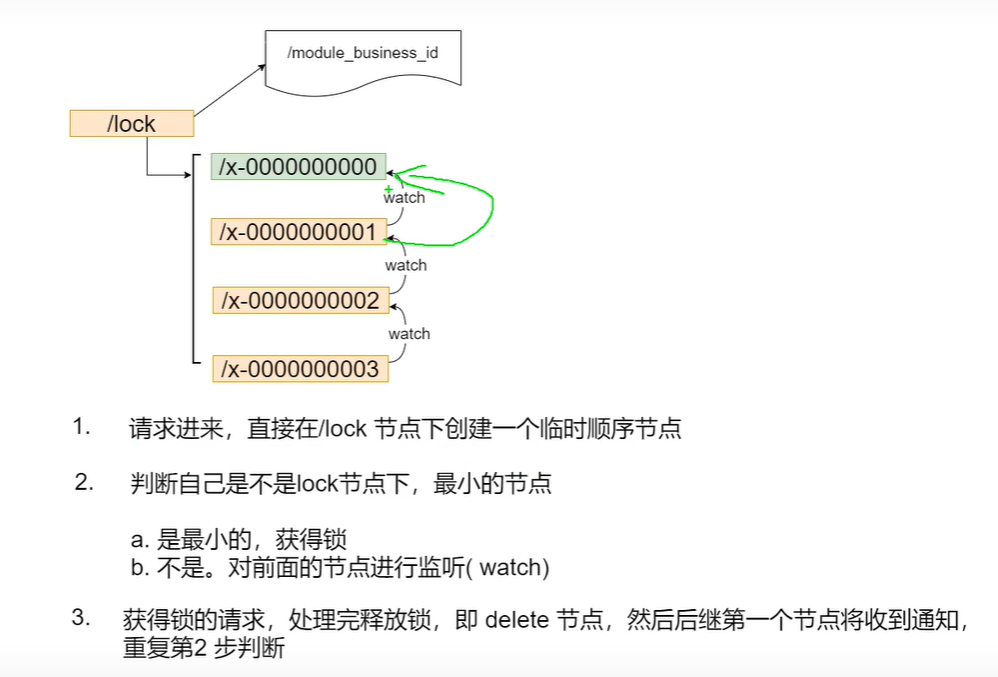 /module_business_id
/lock
/x-0000000000
watch
/x-0000000001
watch
/x-0000000002
watch
/x-0000000003
1. 请求进来，直接在/lock 节点下创建一个临时顺序节点
2. 判断自己是不是lock节点下，最小的节点
a. 是最小的，获得锁
b. 不是。对前面的节点进行监听( watch)
3. 获得锁的请求，处理完释放锁，即 delete 节点，然后后继第一个节点将收到通知，
重复第2 步判断